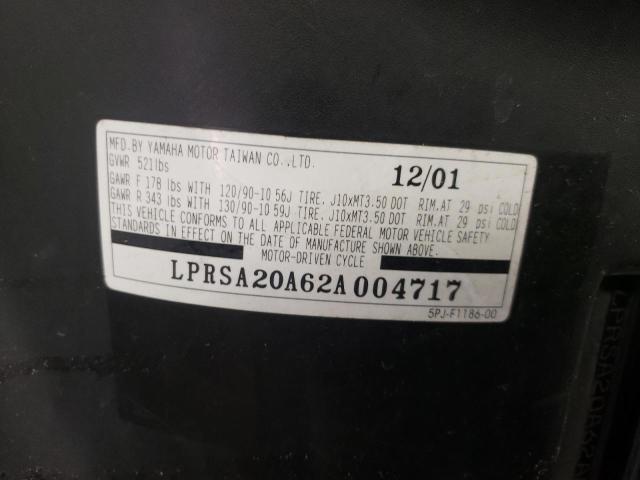 MFD.BY YAMAHA MOTOR TAIWAN CO.,LTD.
GVWR 521lbs 12/01
GAWR F 178 lbs WITH 120/90-10 56J TIRE, J10xMT3.50 DOT RIM.AT 29 psi COLD
GAWR R 343 lbs WITH 130/90-10 59J TIRE, J10xMT3.50 DOT RIM.AT 29 psi COLD
THIS VEHICLE CONFORMS TO ALL APPLICABLE FEDERAL MOTOR VEHICLE SAFETY
STANDARDS IN EFFECT ON THE DATE OF MANUFACTURE SHOWN ABOVE.
MOTOR-DRIVEN CYCLE
LPRSA20A62A004717
5PJ-F1186-00